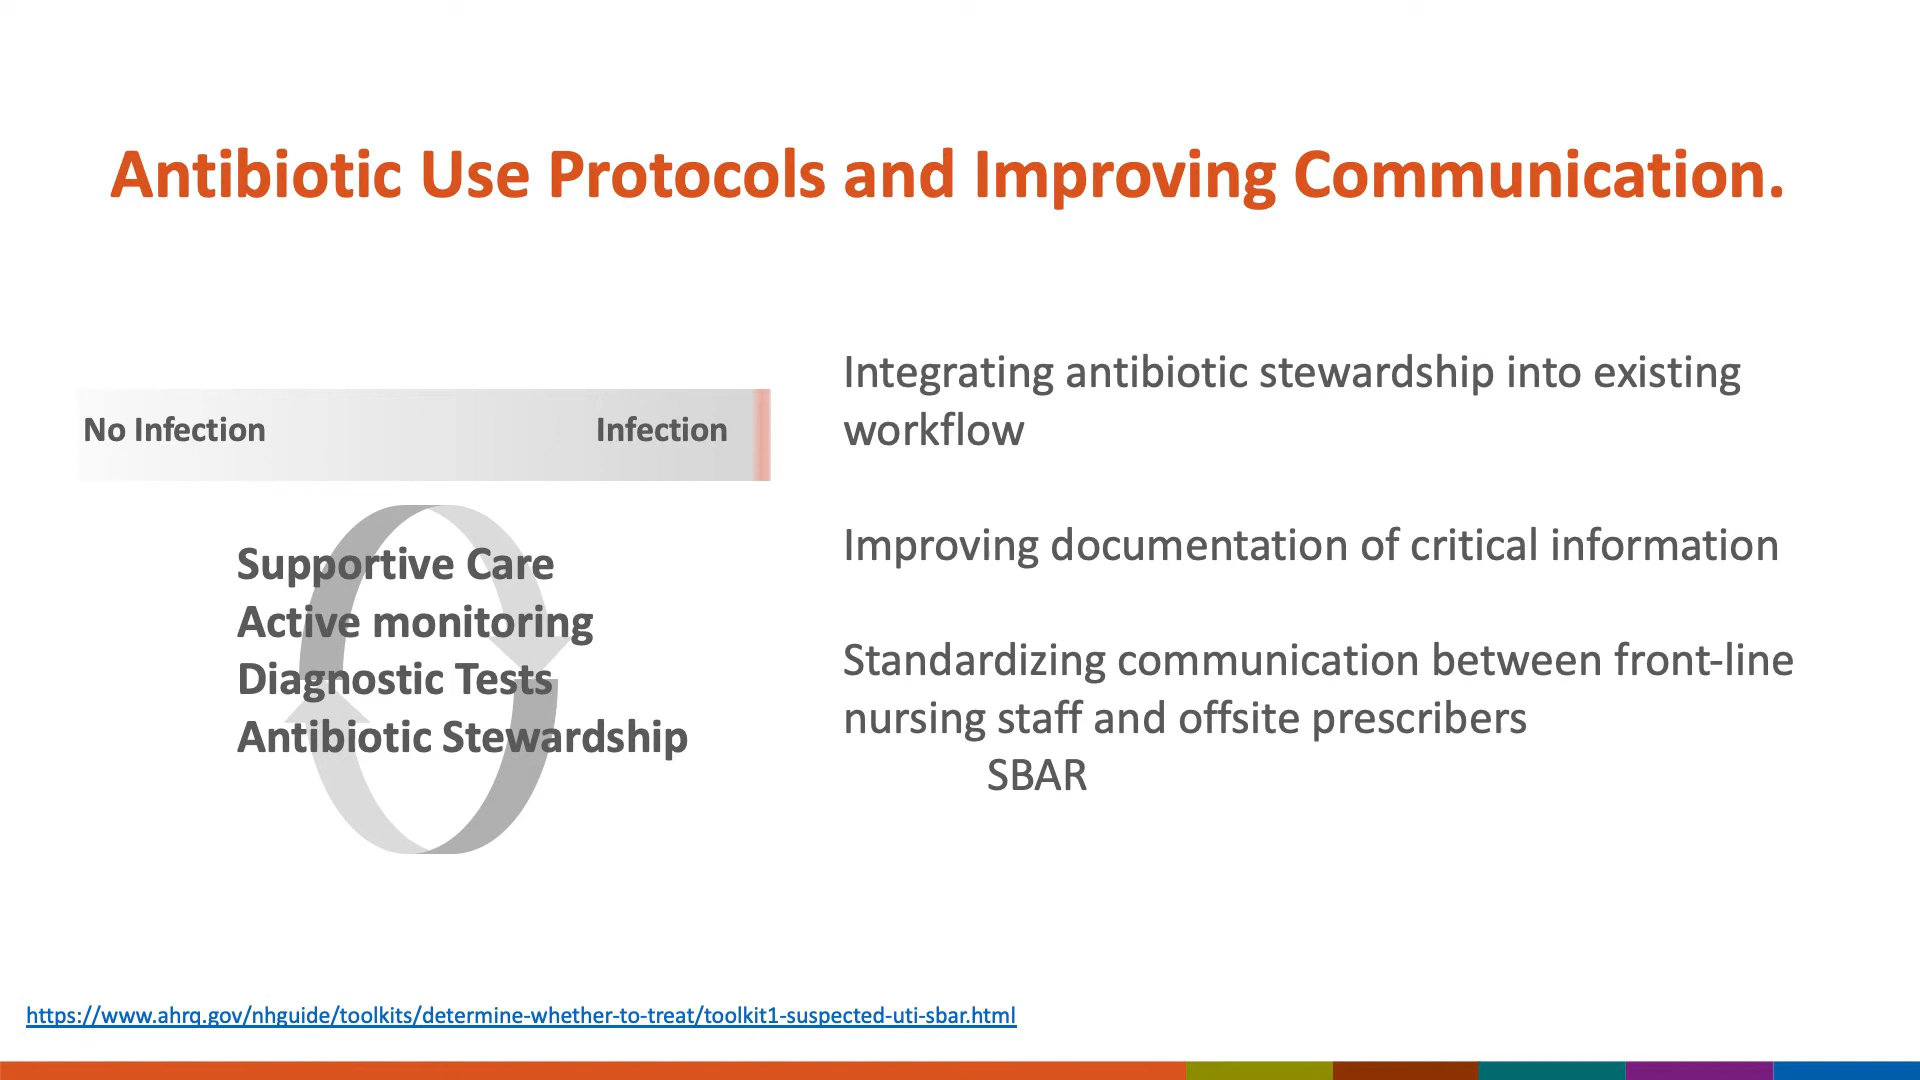 Antibiotic Use Protocols and Improving Communication.
No Infection
Infection
Supportive Care
Active monitoring
Diagnostic Tests
Antibiotic Stewardship
Integrating antibiotic stewardship into existing
workflow
Improving documentation of critical information
Standardizing communication between front-line
nursing staff and offsite prescribers
SBAR
https://www.ahrq.gov/nhguide/toolkits/determine-whether-to-treat/toolkit1-suspected-uti-sbar.html